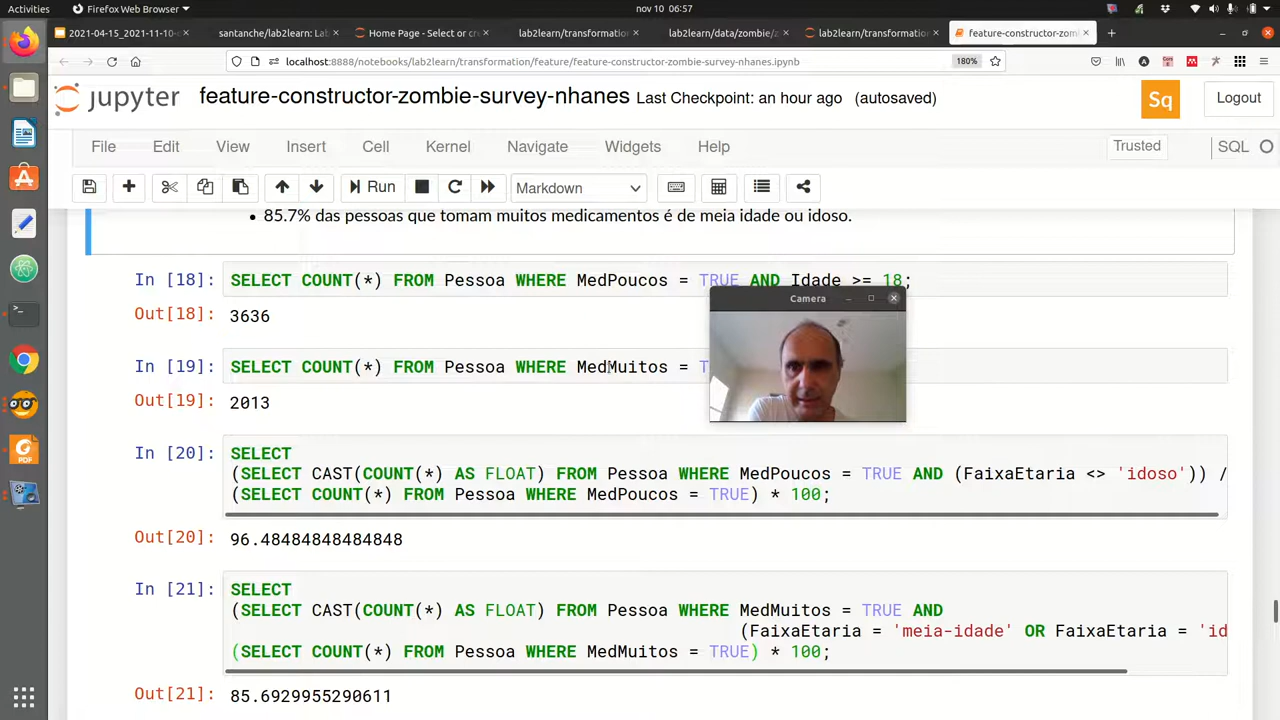 Activities
Firefox Web Browser
nov 10 06:57
2021-04-15_2021-11-10-
santanche/lab2learn: La
Home Page - Select or cr
lab2learn/transformatio
lab2learn/data/zombie/z
lab2learn/transformatio
feature-constructor-zom
localhost:8888/notebooks/lab2learn/transformation/feature/feature-constructor-zombie-survey-nhanes.ipynb
180%
jupyter
feature-constructor-zombie-survey-nhanes Last Checkpoint: an hour ago (autosaved)
Sq
Logout
File Edit View Insert Cell Kernel Navigate Widgets Help
Trusted
SQL
Run
Markdown
• 85.7% das pessoas que tomam muitos medicamentos é de meia idade ou idoso.
In [18]: SELECT COUNT(*) FROM Pessoa WHERE MedPoucos = TRUE AND Idade >= 18;
Out[18]: 3636
Camera
In [19]: SELECT COUNT(*) FROM Pessoa WHERE MedMuitos = T
Out[19]: 2013
In [20]: SELECT
(SELECT CAST(COUNT(*) AS FLOAT) FROM Pessoa WHERE MedPoucos = TRUE AND (FaixaEtaria <> 'idoso')) /
(SELECT COUNT(*) FROM Pessoa WHERE MedPoucos = TRUE) * 100;
Out[20]: 96.48484848484848
In [21]: SELECT
(SELECT CAST(COUNT(*) AS FLOAT) FROM Pessoa WHERE MedMuitos = TRUE AND
(FaixaEtaria = 'meia-idade' OR FaixaEtaria = 'id
(SELECT COUNT(*) FROM Pessoa WHERE MedMuitos = TRUE) * 100;
Out[21]: 85.6929955290611